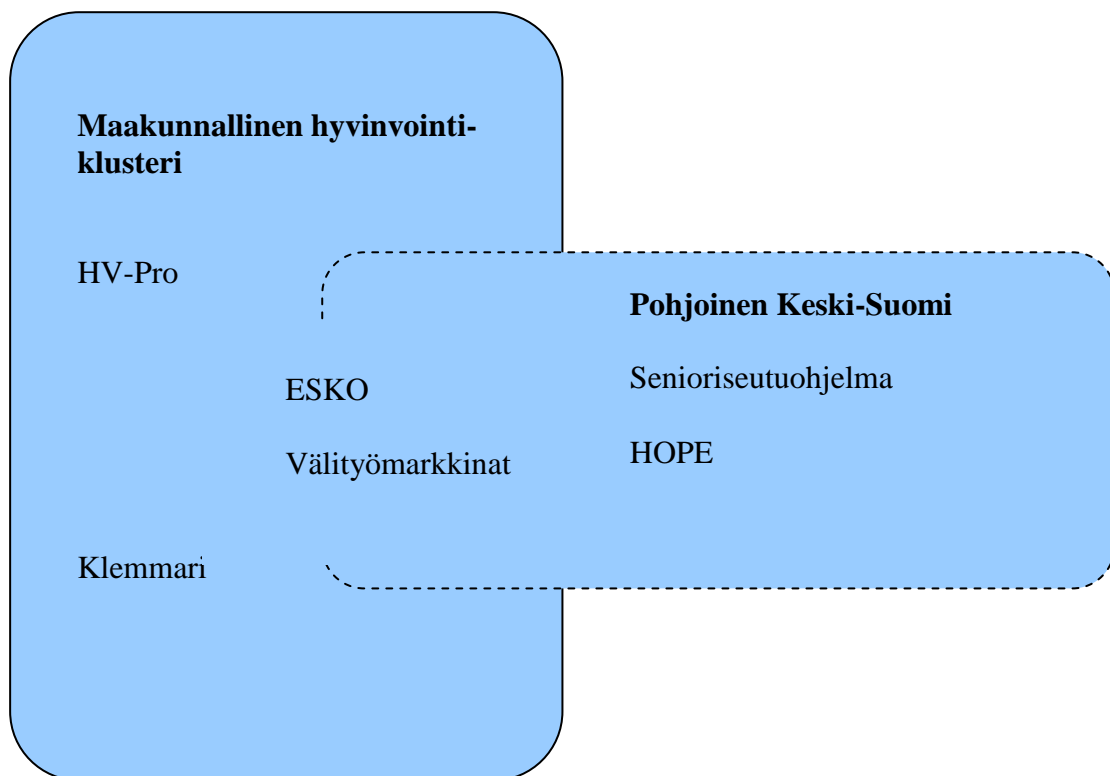 Maakunnallinen hyvinvointi-
klusteri
HV-Pro
Pohjoinen Keski-Suomi
Senioriseutuohjelma
ESKO
HOPE
Välityömarkkinat
Klemmari